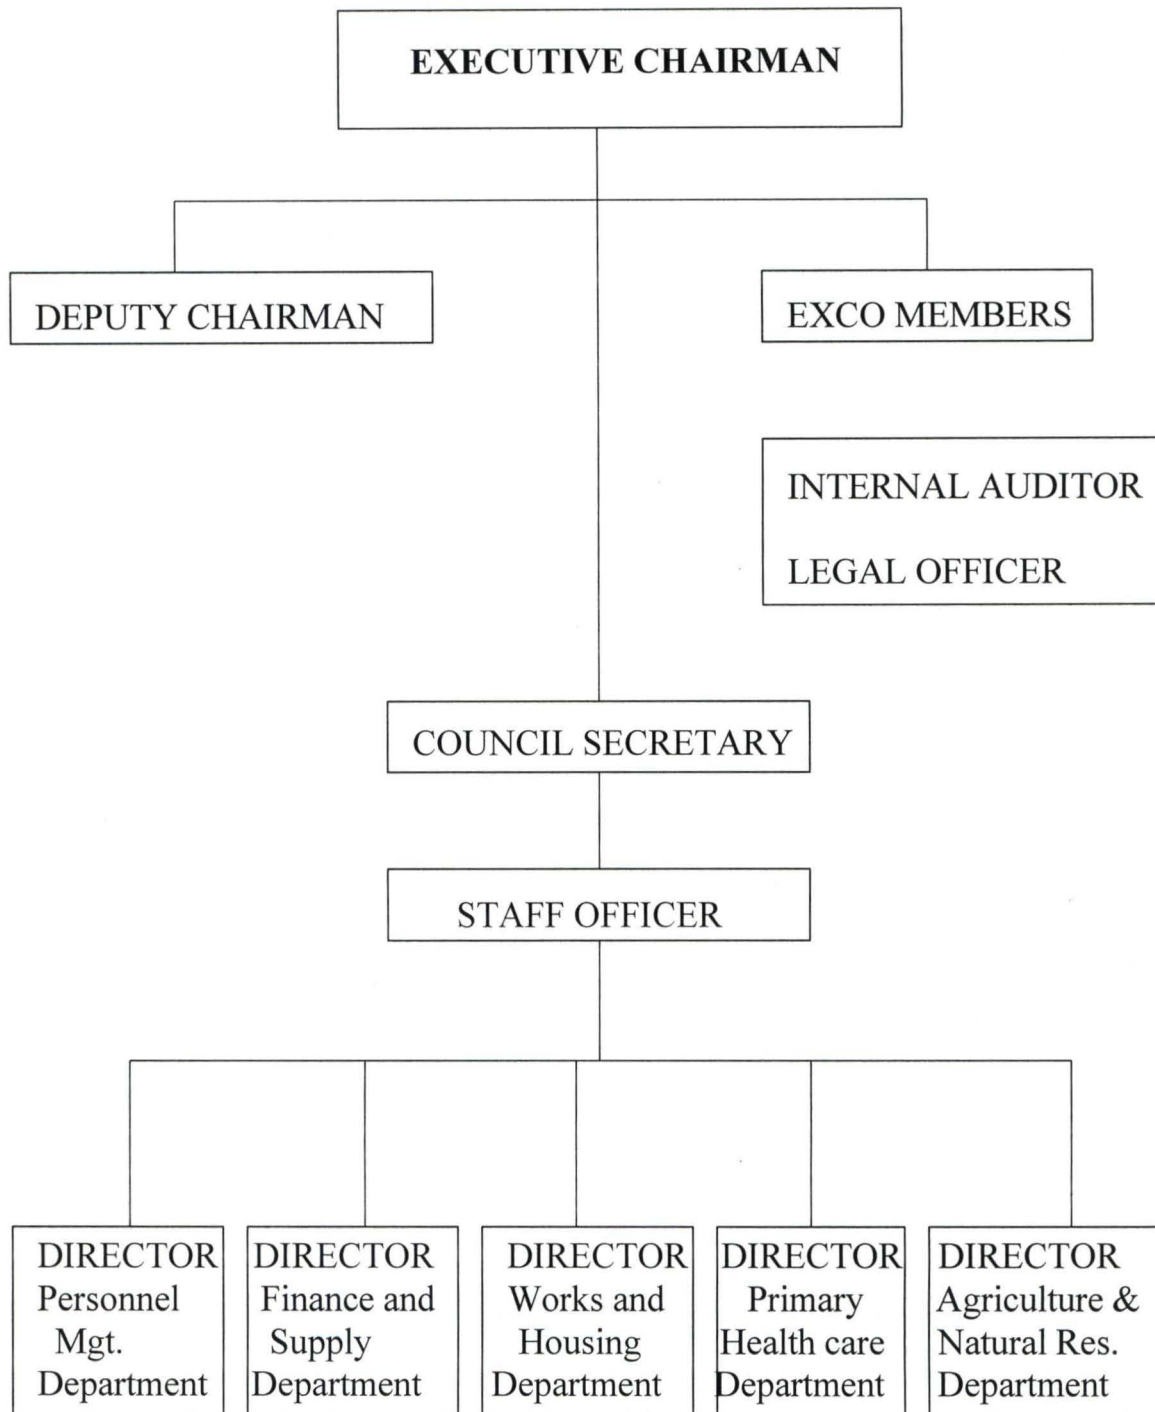 EXECUTIVE CHAIRMAN
DEPUTY CHAIRMAN
EXCO MEMBERS
INTERNAL AUDITOR
LEGAL OFFICER
COUNCIL SECRETARY
STAFF OFFICER
DIRECTOR
Personnel
Mgt.
Department
DIRECTOR
Finance and
Supply
Department
DIRECTOR
Works and
Housing
Department
DIRECTOR
Primary
Health care
Department
DIRECTOR
Agriculture &
Natural Res.
Department